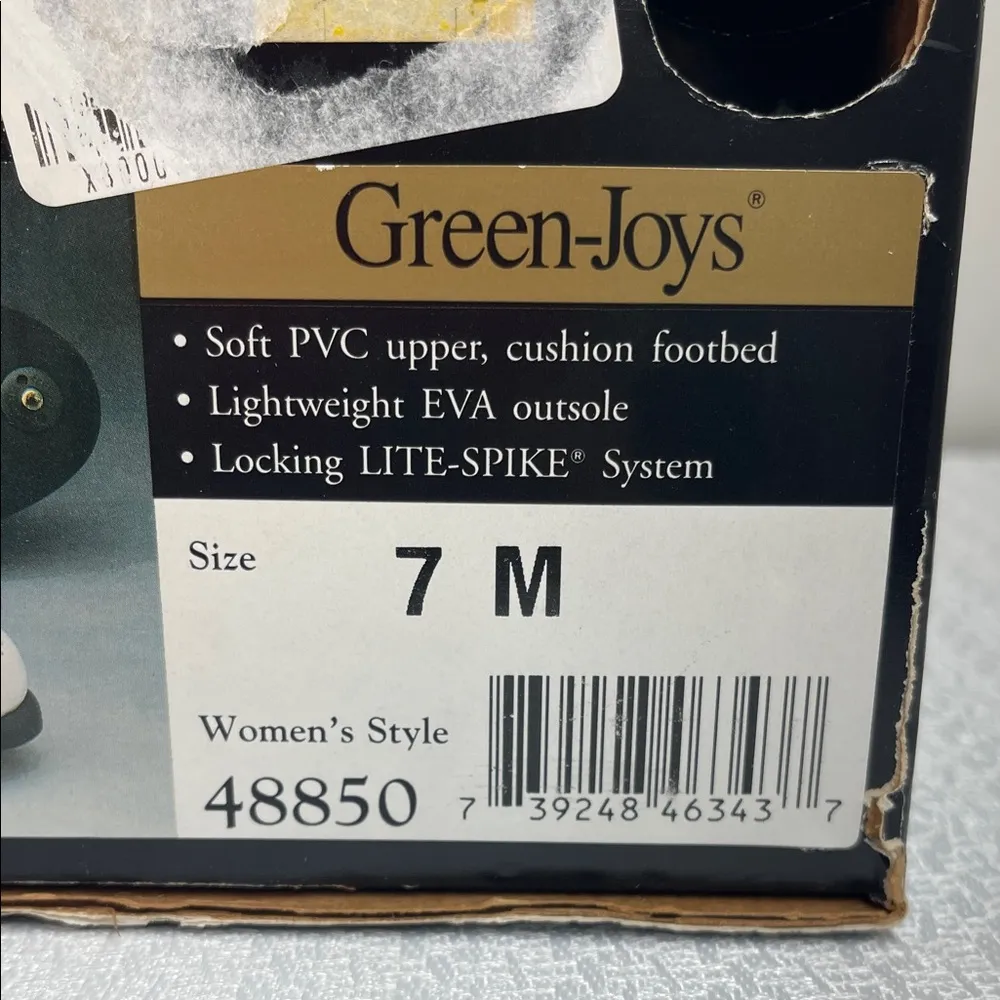 Green-Joys®
• Soft PVC upper, cushion footbed
• Lightweight EVA outsole
• Locking LITE-SPIKE® System
Size 7 M
Women's Style
48850
7 39248 46343 7